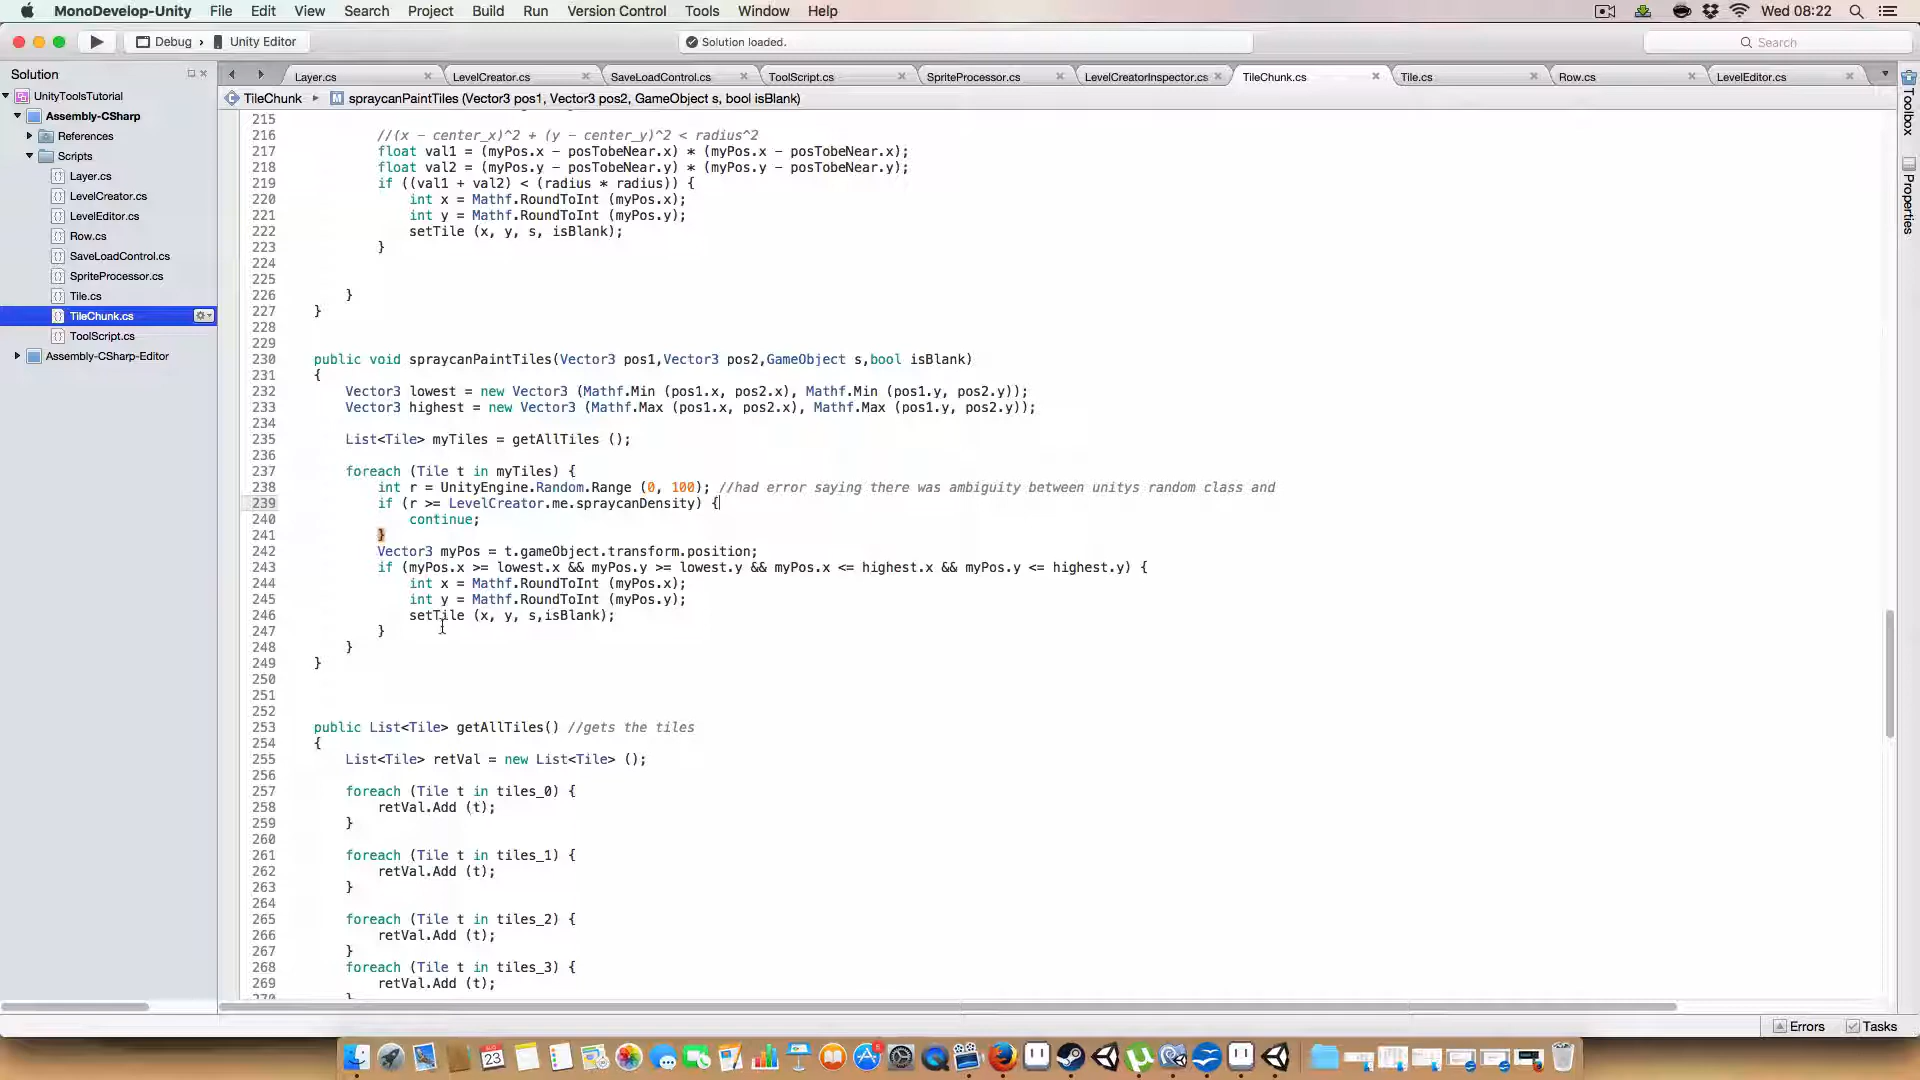 MonoDevelop-Unity File Edit View Search Project Build Run Version Control Tools Window Help Wed 08:22
Debug › Unity Editor Solution loaded. Search
Solution
UnityToolsTutorial
Assembly-CSharp
References
Scripts
Layer.cs
LevelCreator.cs
LevelEditor.cs
Row.cs
SaveLoadControl.cs
SpriteProcessor.cs
Tile.cs
TileChunk.cs
ToolScript.cs
Assembly-CSharp-Editor
Layer.cs LevelCreator.cs SaveLoadControl.cs ToolScript.cs SpriteProcessor.cs LevelCreatorInspector.cs TileChunk.cs Tile.cs Row.cs LevelEditor.cs
TileChunk spraycanPaintTiles (Vector3 pos1, Vector3 pos2, GameObject s, bool isBlank)
215
216 //(x - center_x)^2 + (y - center_y)^2 < radius^2
217 float val1 = (myPos.x - posTobeNear.x) * (myPos.x - posTobeNear.x);
218 float val2 = (myPos.y - posTobeNear.y) * (myPos.y - posTobeNear.y);
219 if ((val1 + val2) < (radius * radius)) {
220 int x = Mathf.RoundToInt (myPos.x);
221 int y = Mathf.RoundToInt (myPos.y);
222 setTile (x, y, s, isBlank);
223 }
224
225
226 }
227 }
228
229
230 public void spraycanPaintTiles(Vector3 pos1,Vector3 pos2,GameObject s,bool isBlank)
231 {
232 Vector3 lowest = new Vector3 (Mathf.Min (pos1.x, pos2.x), Mathf.Min (pos1.y, pos2.y));
233 Vector3 highest = new Vector3 (Mathf.Max (pos1.x, pos2.x), Mathf.Max (pos1.y, pos2.y));
234
235 List<Tile> myTiles = getAllTiles ();
236
237 foreach (Tile t in myTiles) {
238 int r = UnityEngine.Random.Range (0, 100); //had error saying there was ambiguity between unitys random class and
239 if (r >= LevelCreator.me.spraycanDensity) {
240 continue;
241 }
242 Vector3 myPos = t.gameObject.transform.position;
243 if (myPos.x >= lowest.x && myPos.y >= lowest.y && myPos.x <= highest.x && myPos.y <= highest.y) {
244 int x = Mathf.RoundToInt (myPos.x);
245 int y = Mathf.RoundToInt (myPos.y);
246 setTile (x, y, s,isBlank);
247 }
248 }
249 }
250
251
252
253 public List<Tile> getAllTiles() //gets the tiles
254 {
255 List<Tile> retVal = new List<Tile> ();
256
257 foreach (Tile t in tiles_0) {
258 retVal.Add (t);
259 }
260
261 foreach (Tile t in tiles_1) {
262 retVal.Add (t);
263 }
264
265 foreach (Tile t in tiles_2) {
266 retVal.Add (t);
267 }
268 foreach (Tile t in tiles_3) {
269 retVal.Add (t);
Toolbox
Properties
Errors Tasks
23